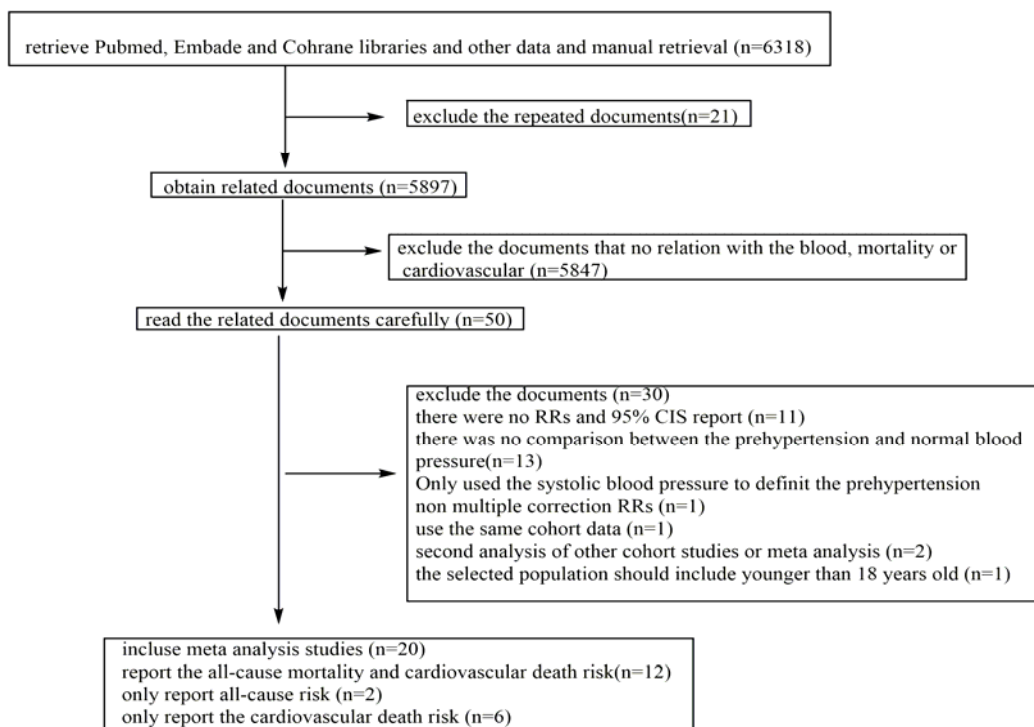 retrieve Pubmed, Embade and Cohrane libraries and other data and manual retrieval (n=6318)
exclude the repeated documents(n=21)
obtain related documents (n=5897)
exclude the documents that no relation with the blood, mortality or
cardiovascular (n=5847)
read the related documents carefully (n=50)
exclude the documents (n=30)
there were no RRs and 95% CIS report (n=11)
there was no comparison between the prehypertension and normal blood
pressure(n=13)
Only used the systolic blood pressure to definit the prehypertension
non multiple correction RRs (n=1)
use the same cohort data (n=1)
second analysis of other cohort studies or meta analysis (n=2)
the selected population should include younger than 18 years old (n=1)
incluse meta analysis studies (n=20)
report the all-cause mortality and cardiovascular death risk(n=12)
only report all-cause risk (n=2)
only report the cardiovascular death risk (n=6)